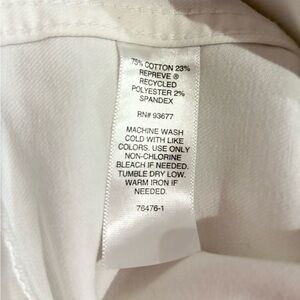 75% COTTON 23%
REPREVE ®
RECYCLED
POLYESTER 2%
SPANDEX
RN# 93677
MACHINE WASH
COLD WITH LIKE
COLORS. USE ONLY
NON-CHLORINE
BLEACH IF NEEDED.
TUMBLE DRY LOW.
WARM IRON IF
NEEDED.
76476-1